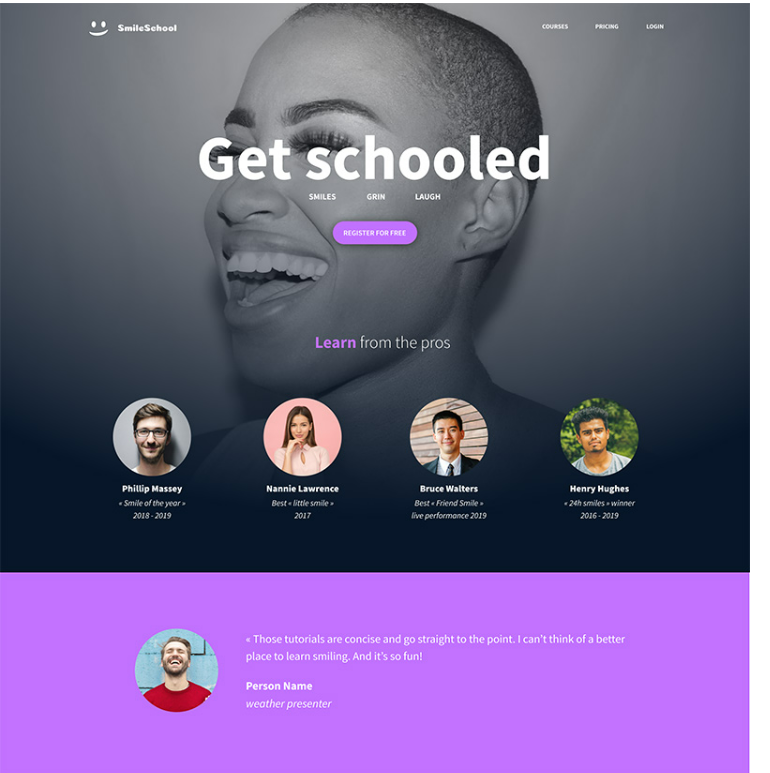 SmileSchool
COURSES PRICING LOGIN
Get schooled
SMILES GRIN LAUGH
REGISTER FOR FREE
Learn from the pros
Phillip Massey
« Smile of the year »
2018 - 2019
Nannie Lawrence
Best « little smile »
2017
Bruce Walters
Best « Friend Smile »
live performance 2019
Henry Hughes
« 24h smiles » winner
2016 - 2019
« Those tutorials are concise and go straight to the point. I can't think of a better
place to learn smiling. And it's so fun!
Person Name
weather presenter